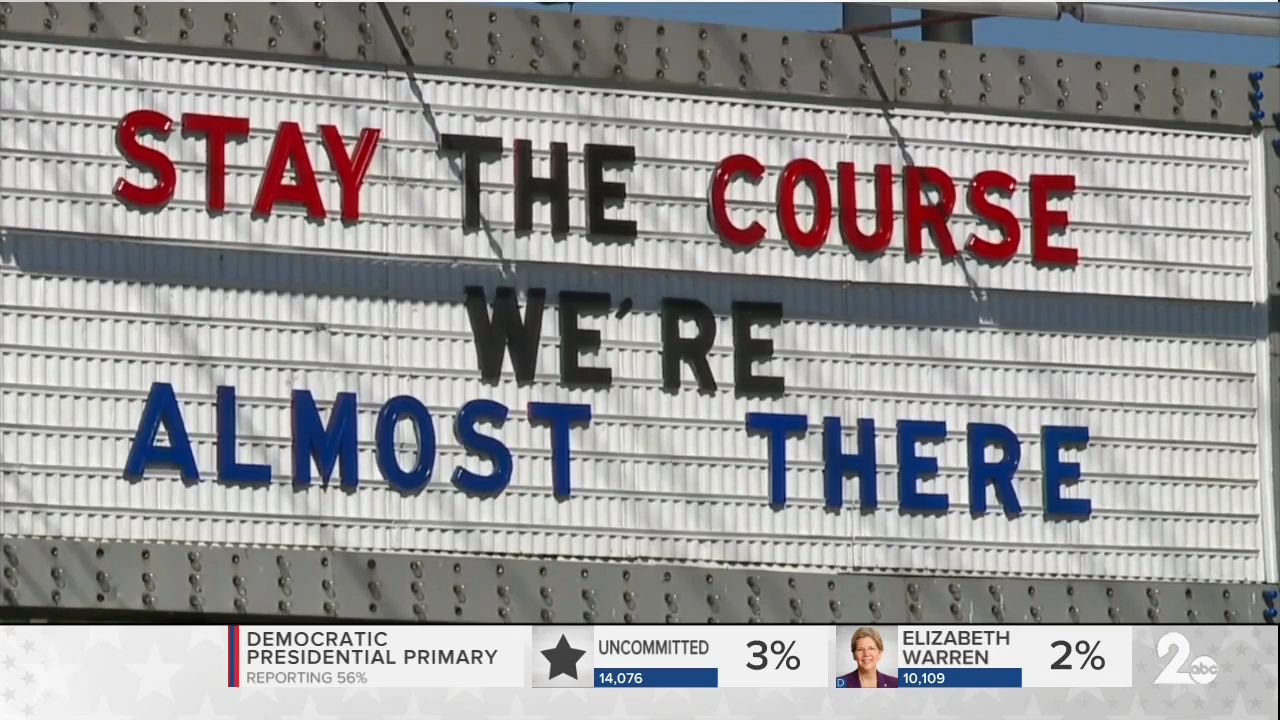 STAY THE COURSE
WE'RE
ALMOST THERE
DEMOCRATIC
PRESIDENTIAL PRIMARY
REPORTING 56%
UNCOMMITTED
14,076
3%
D
ELIZABETH
WARREN
10,109
2%
2 abc